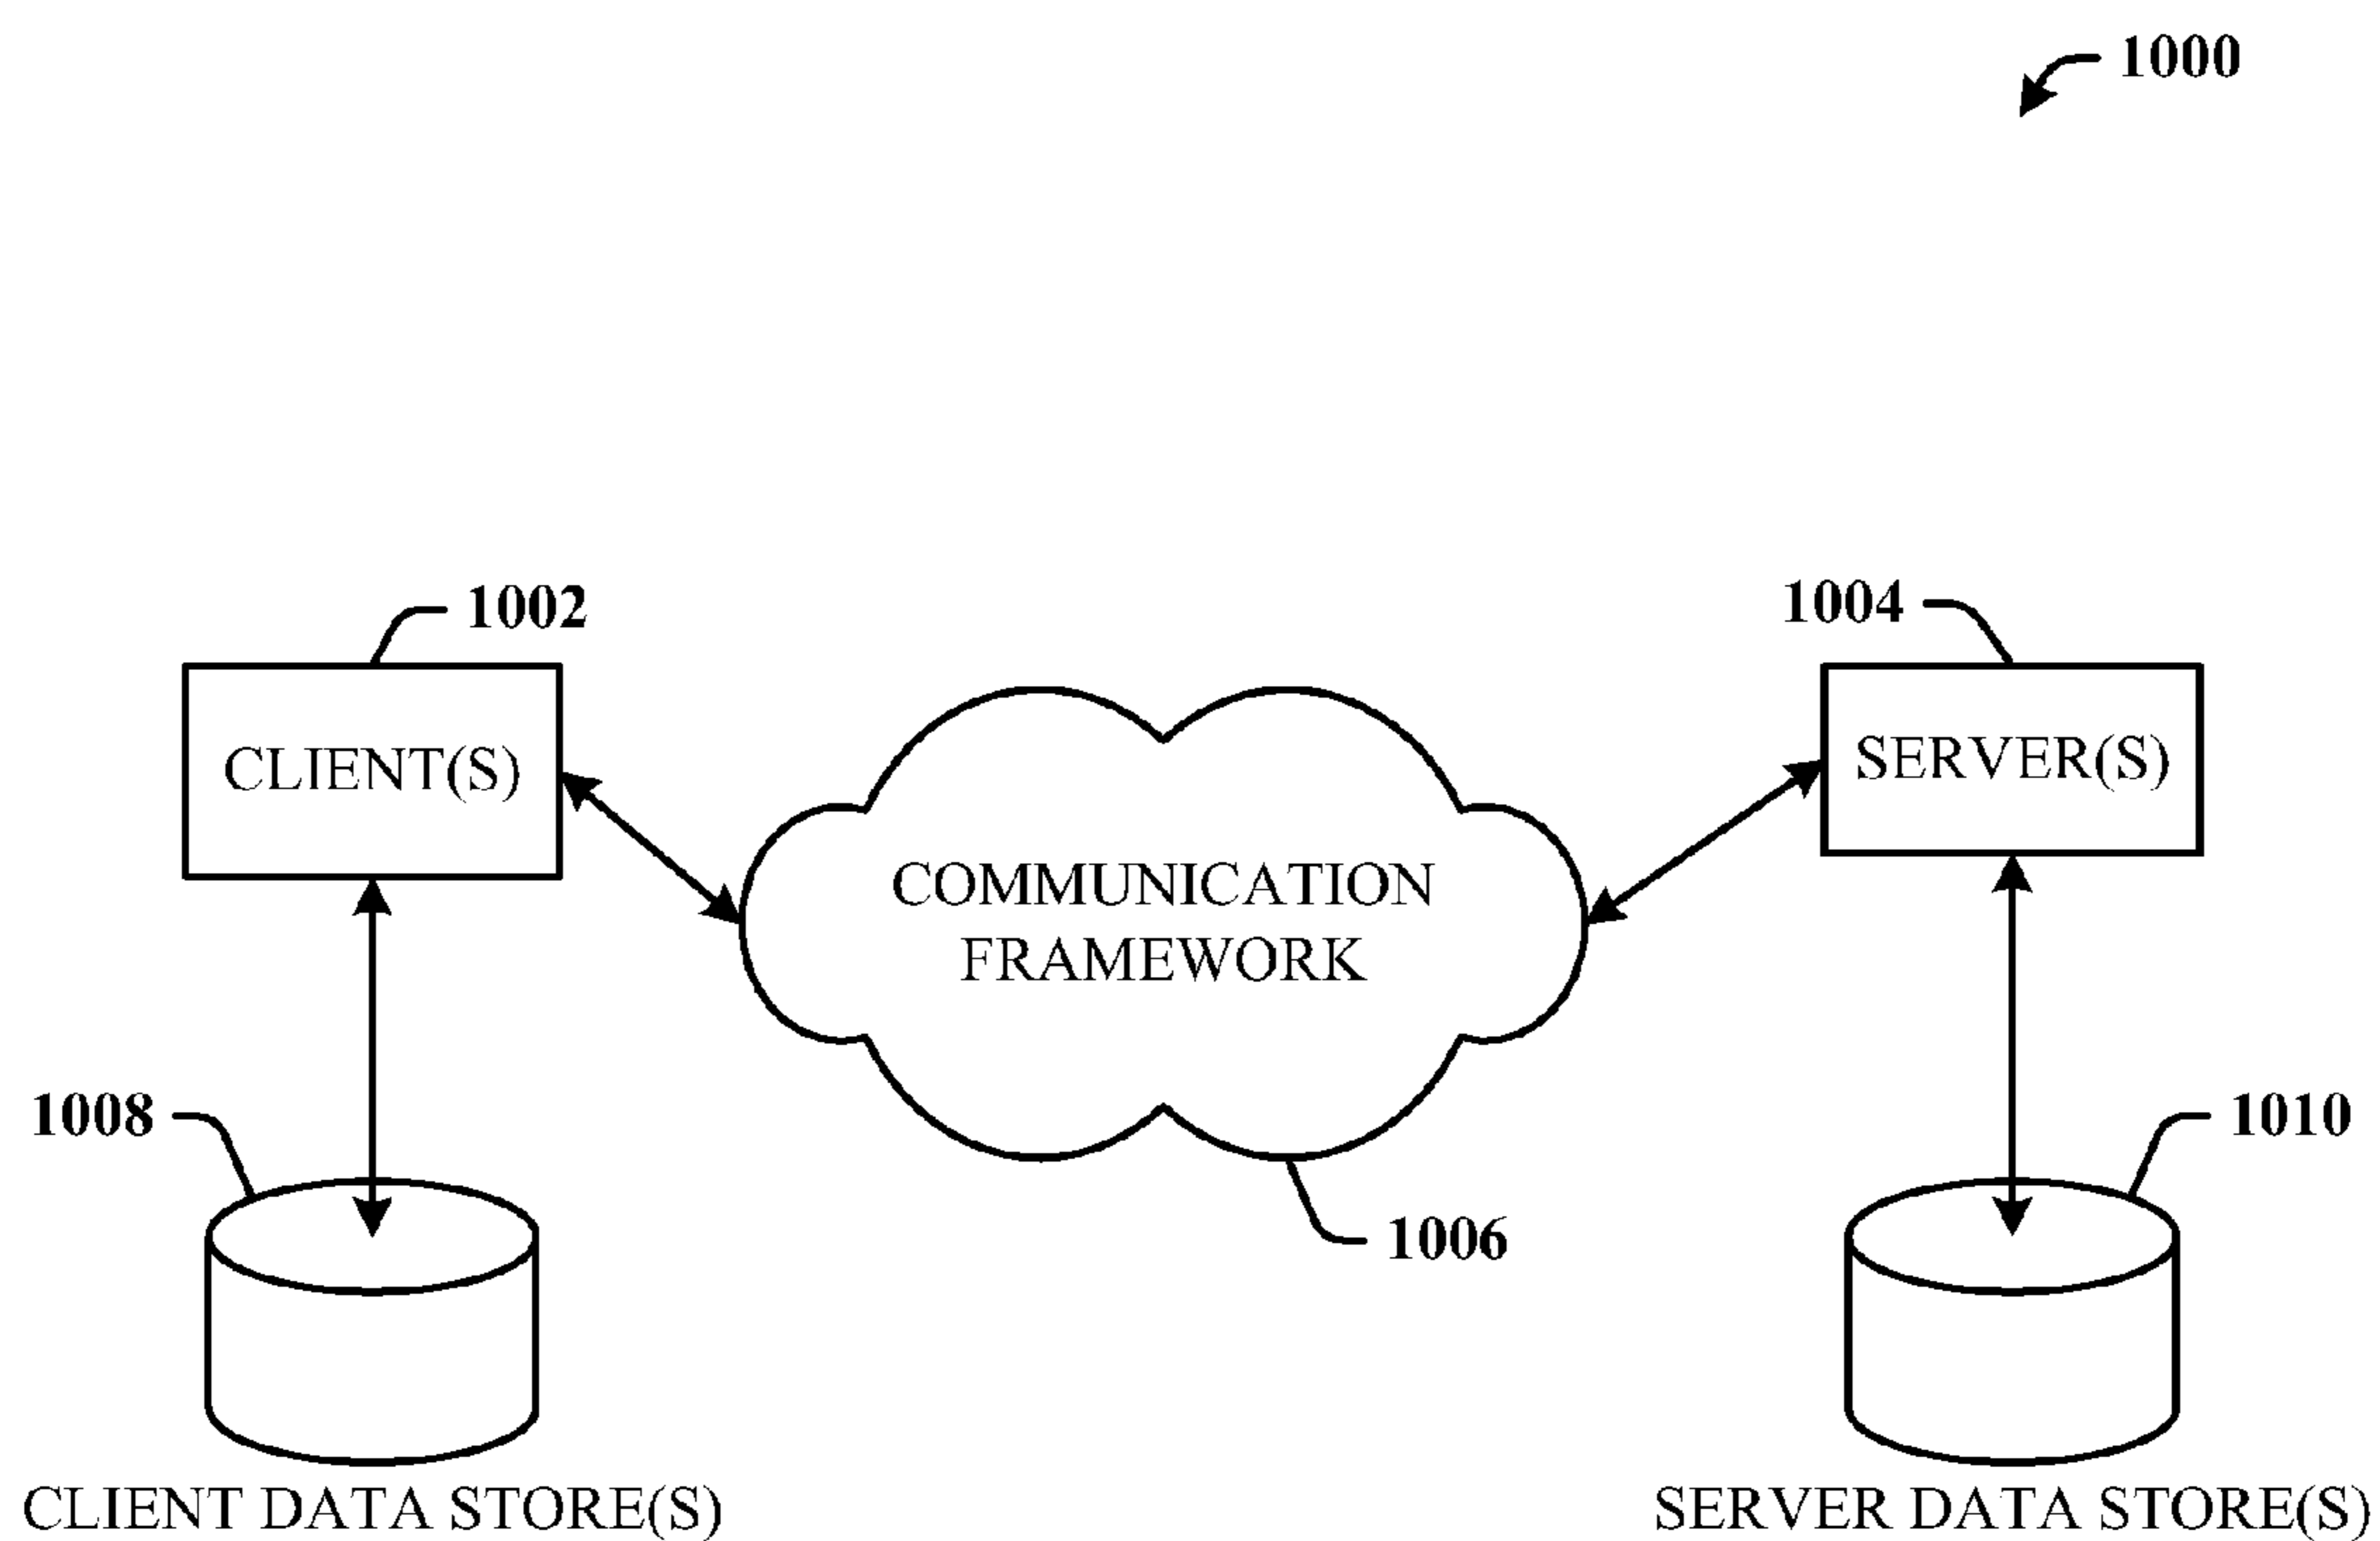 1000
1002
1004
CLIENT(S)
SERVER(S)
COMMUNICATION
FRAMEWORK
1008
1010
1006
CLIENT DATA STORE(S)
SERVER DATA STORE(S)